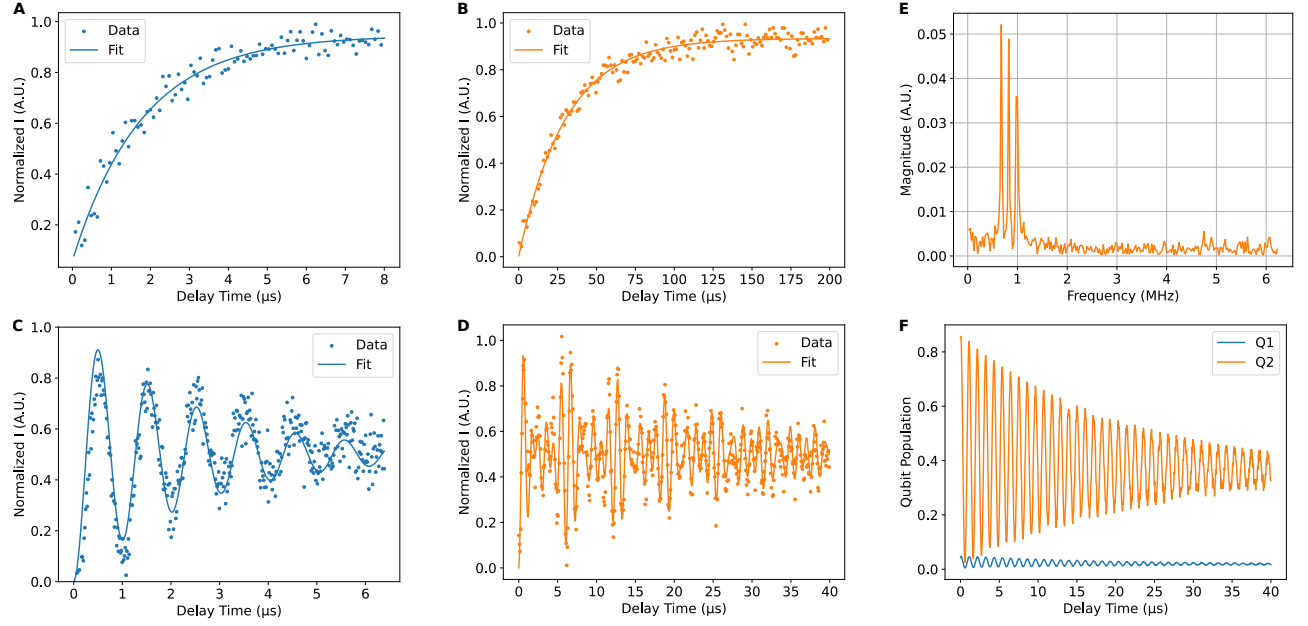 A
Normalized I (A.U.)
1.0
0.8
0.6
0.4
0.2
Data
Fit
0 1 2 3 4 5 6 7 8
Delay Time (µs)
B
Normalized I (A.U.)
1.0
0.8
0.6
0.4
0.2
0.0
Data
Fit
0 25 50 75 100 125 150 175 200
Delay Time (µs)
E
Magnitude (A.U.)
0.05
0.04
0.03
0.02
0.01
0.00
0 1 2 3 4 5 6
Frequency (MHz)
C
Normalized I (A.U.)
1.0
0.8
0.6
0.4
0.2
0.0
Data
Fit
0 1 2 3 4 5 6
Delay Time (µs)
D
Normalized I (A.U.)
1.0
0.8
0.6
0.4
0.2
0.0
Data
Fit
0 5 10 15 20 25 30 35 40
Delay Time (µs)
F
Qubit Population
0.8
0.6
0.4
0.2
0.0
Q1
Q2
0 5 10 15 20 25 30 35 40
Delay Time (µs)